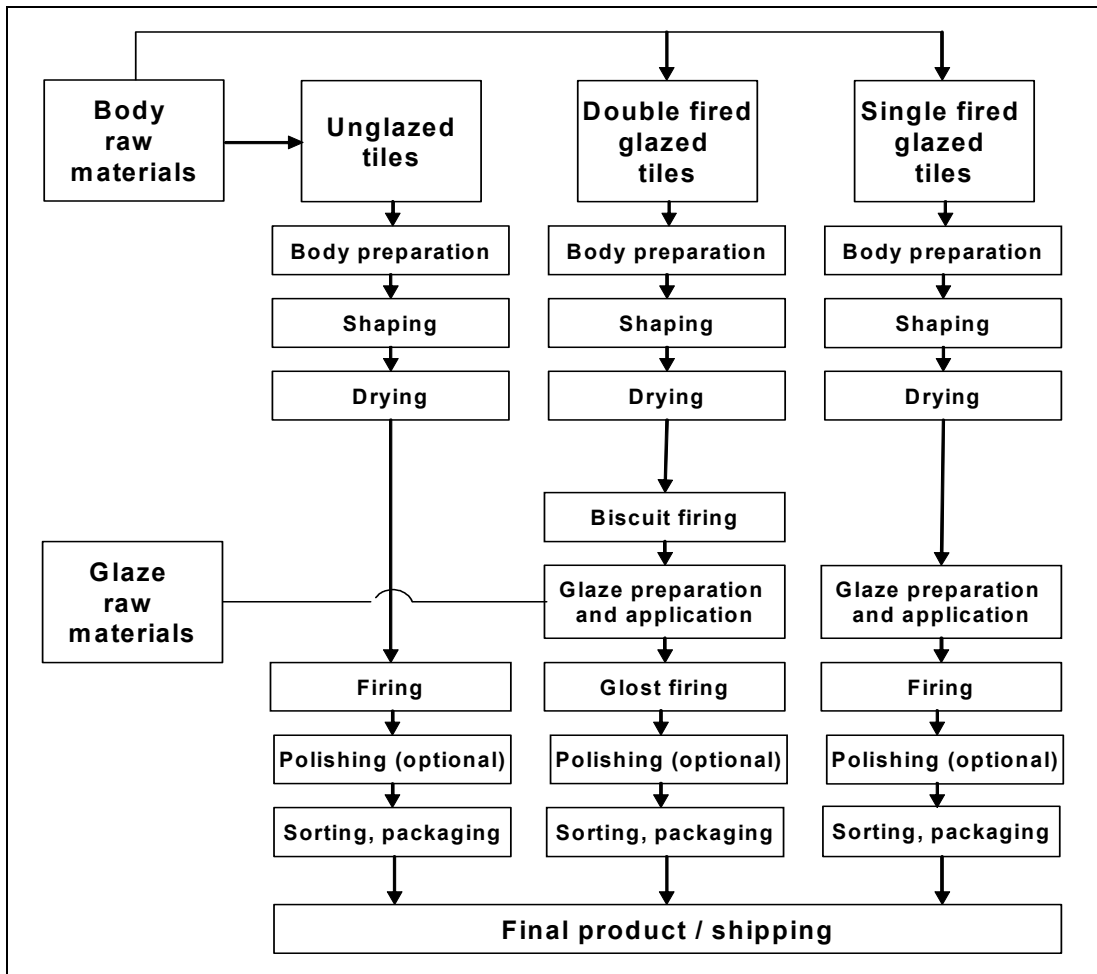 Body
raw
materials
Unglazed
tiles
Double fired
glazed
tiles
Single fired
glazed
tiles
Body preparation
Body preparation
Body preparation
Shaping
Shaping
Shaping
Drying
Drying
Drying
Biscuit firing
Glaze
raw
materials
Glaze preparation
and application
Glaze preparation
and application
Firing
Glost firing
Firing
Polishing (optional)
Polishing (optional)
Polishing (optional)
Sorting, packaging
Sorting, packaging
Sorting, packaging
Final product / shipping